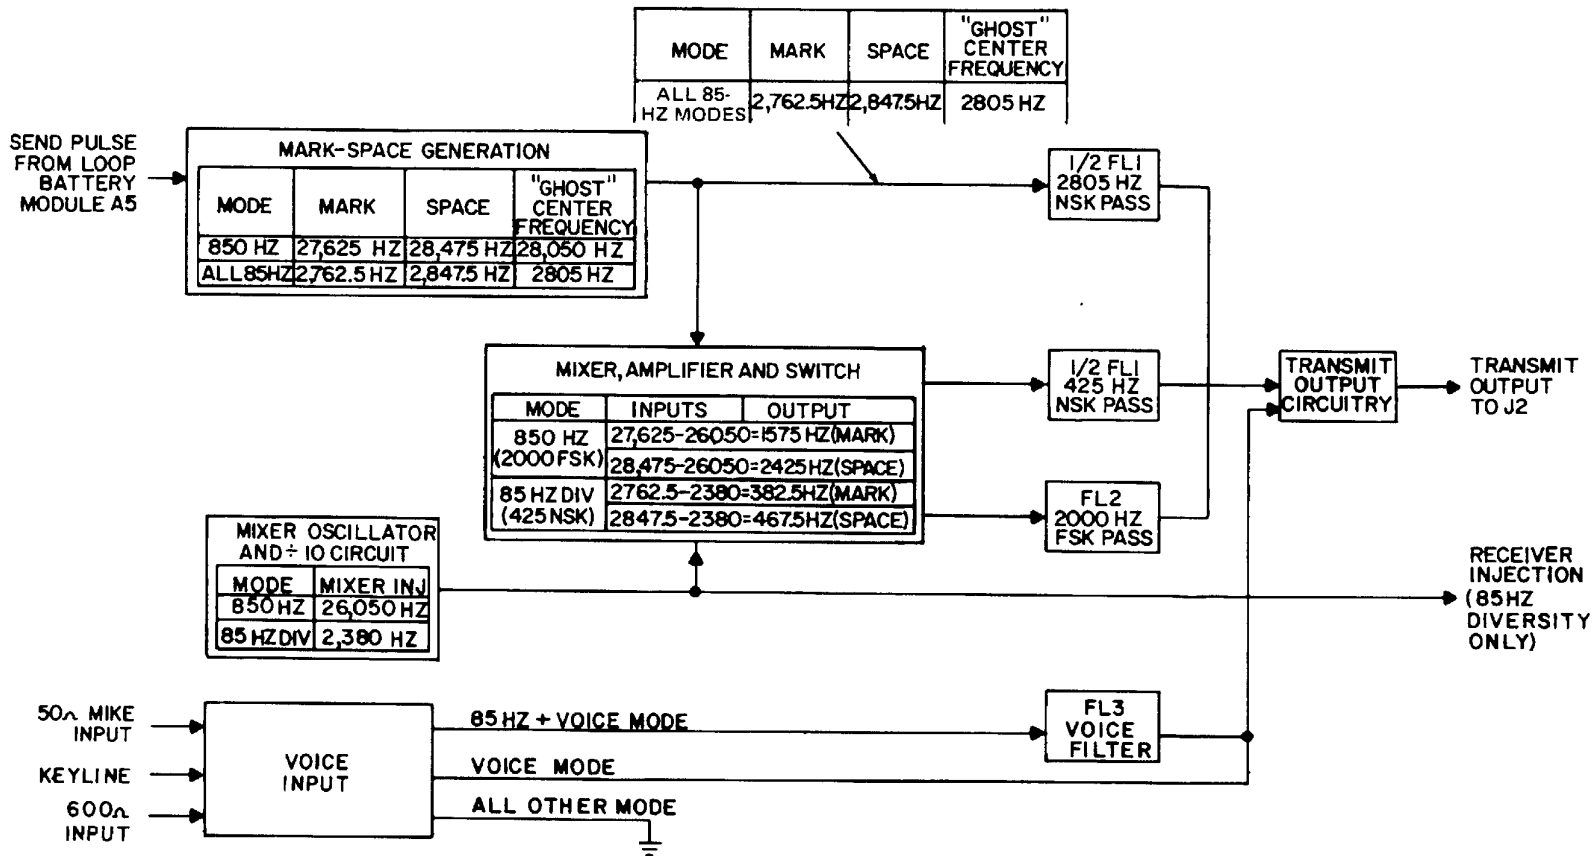 MODE MARK SPACE "GHOST" CENTER FREQUENCY
ALL 85-HZ MODES 2,762.5HZ 2,847.5HZ 2805 HZ
SEND PULSE
FROM LOOP
BATTERY
MODULE A5
MARK-SPACE GENERATION
MODE MARK SPACE "GHOST" CENTER FREQUENCY
850 HZ 27,625 HZ 28,475 HZ 28,050 HZ
ALL 85HZ 2,762.5 HZ 2,847.5 HZ 2805 HZ
1/2 FL1
2805 HZ
NSK PASS
MIXER, AMPLIFIER AND SWITCH
MODE INPUTS OUTPUT
850 HZ
(2000 FSK)
27,625-26050=1575 HZ(MARK)
28,475-26050=2425HZ(SPACE)
85 HZ DIV
(425 NSK)
2762.5-2380=382.5HZ(MARK)
2847.5-2380=467.5HZ(SPACE)
1/2 FL1
425 HZ
NSK PASS
TRANSMIT
OUTPUT
CIRCUITRY
TRANSMIT
OUTPUT
TO J2
FL2
2000 HZ
FSK PASS
MIXER OSCILLATOR
AND ÷ 10 CIRCUIT
MODE MIXER INJ
850 HZ 26,050 HZ
85 HZ DIV 2,380 HZ
RECEIVER
INJECTION
(85HZ
DIVERSITY
ONLY)
50Ω MIKE
INPUT
KEYLINE
600Ω
INPUT
VOICE
INPUT
85 HZ + VOICE MODE
VOICE MODE
ALL OTHER MODE
FL3
VOICE
FILTER